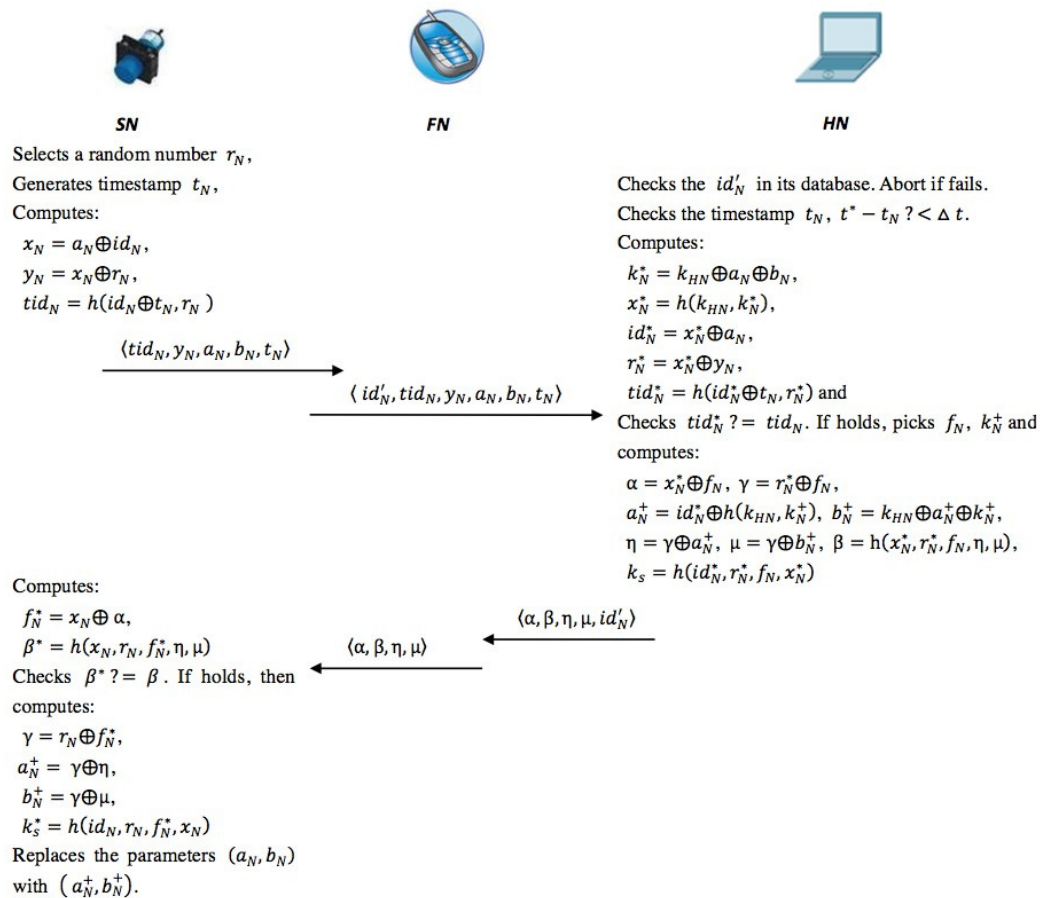 SN
FN
HN
Selects a random number r_N,
Generates timestamp t_N,
Computes:
x_N = a_N⊕id_N,
y_N = x_N⊕r_N,
tid_N = h(id_N⊕t_N, r_N )
⟨tid_N, y_N, a_N, b_N, t_N⟩
⟨ id′_N, tid_N, y_N, a_N, b_N, t_N⟩
Checks the id′_N in its database. Abort if fails.
Checks the timestamp t_N, t* − t_N ? < Δ t.
Computes:
k*_N = k_HN⊕a_N⊕b_N,
x*_N = h(k_HN, k*_N),
id*_N = x*_N⊕a_N,
r*_N = x*_N⊕y_N,
tid*_N = h(id*_N⊕t_N, r*_N) and
Checks tid*_N ? = tid_N. If holds, picks f_N, k⁺_N and
computes:
α = x*_N⊕f_N, γ = r*_N⊕f_N,
a⁺_N = id*_N⊕h(k_HN, k⁺_N), b⁺_N = k_HN⊕a⁺_N⊕k⁺_N,
η = γ⊕a⁺_N, μ = γ⊕b⁺_N, β = h(x*_N, r*_N, f_N, η, μ),
k_s = h(id*_N, r*_N, f_N, x*_N)
⟨α, β, η, μ, id′_N⟩
⟨α, β, η, μ⟩
Computes:
f*_N = x_N⊕ α,
β* = h(x_N, r_N, f*_N, η, μ)
Checks β* ? = β . If holds, then
computes:
γ = r_N⊕f*_N,
a⁺_N = γ⊕η,
b⁺_N = γ⊕μ,
k*_s = h(id_N, r_N, f*_N, x_N)
Replaces the parameters (a_N, b_N)
with ( a⁺_N, b⁺_N).